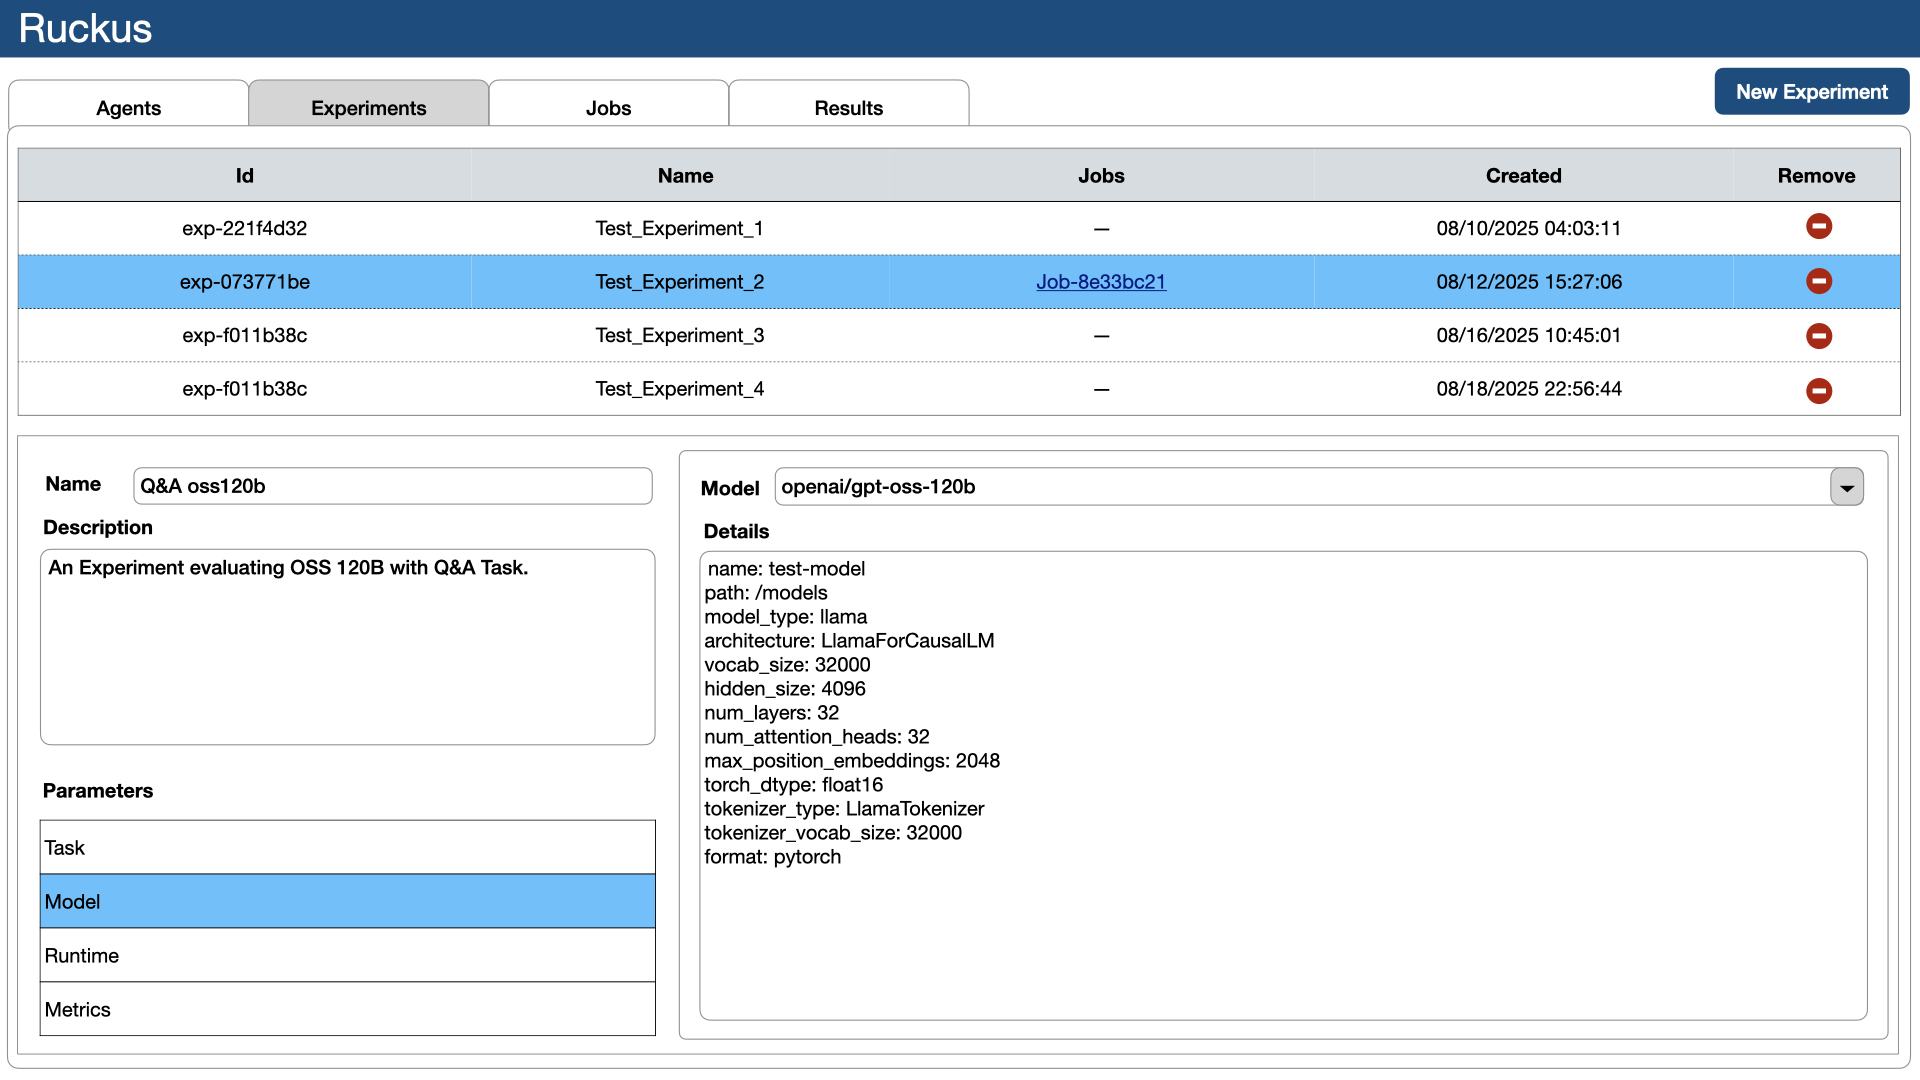 Ruckus
Agents Experiments Jobs Results New Experiment
Id Name Jobs Created Remove
exp-221f4d32 Test_Experiment_1 — 08/10/2025 04:03:11
exp-073771be Test_Experiment_2 Job-8e33bc21 08/12/2025 15:27:06
exp-f011b38c Test_Experiment_3 — 08/16/2025 10:45:01
exp-f011b38c Test_Experiment_4 — 08/18/2025 22:56:44
Name Q&A oss120b
Description
An Experiment evaluating OSS 120B with Q&A Task.
Parameters
Task
Model
Runtime
Metrics
Model openai/gpt-oss-120b
Details
name: test-model
path: /models
model_type: llama
architecture: LlamaForCausalLM
vocab_size: 32000
hidden_size: 4096
num_layers: 32
num_attention_heads: 32
max_position_embeddings: 2048
torch_dtype: float16
tokenizer_type: LlamaTokenizer
tokenizer_vocab_size: 32000
format: pytorch